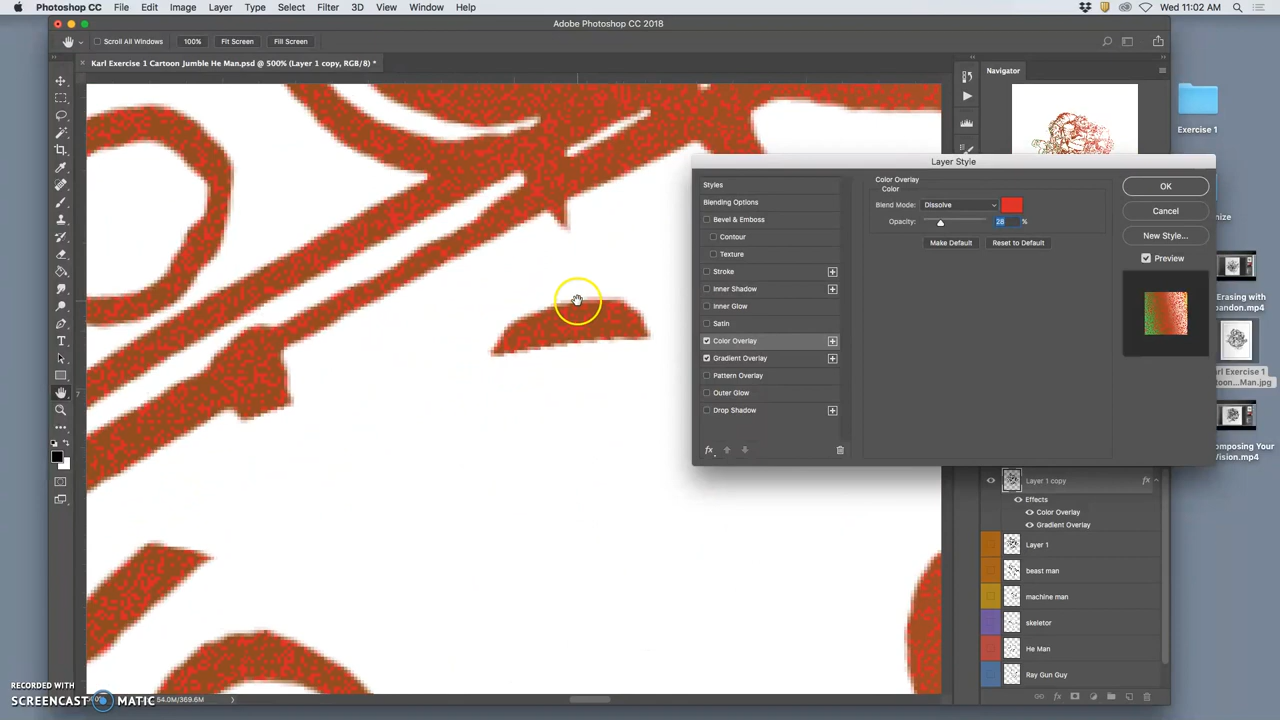 Photoshop CC File Edit Image Layer Type Select Filter 3D View Window Help Wed 11:02 AM
Adobe Photoshop CC 2018
Scroll All Windows 100% Fit Screen Fill Screen
Karl Exercise 1 Cartoon Jumble He Man.psd @ 500% (Layer 1 copy, RGB/8) *
Navigator
Exercise 1
Layer Style
Styles
Blending Options
Bevel & Emboss
Contour
Texture
Stroke
Inner Shadow
Inner Glow
Satin
Color Overlay
Gradient Overlay
Pattern Overlay
Outer Glow
Drop Shadow
fx
Color Overlay
Color
Blend Mode: Dissolve
Opacity: 28 %
Make Default Reset to Default
OK
Cancel
New Style...
Preview
Erasing with
Karl Exercise 1
Man.jpg
Composing Your
Vision.mp4
7
Layer 1 copy fx
Effects
Color Overlay
Gradient Overlay
Layer 1
beast man
machine man
skeletor
He Man
Ray Gun Guy
54.0M/369.6M
RECORDED WITH
SCREENCAST MATIC